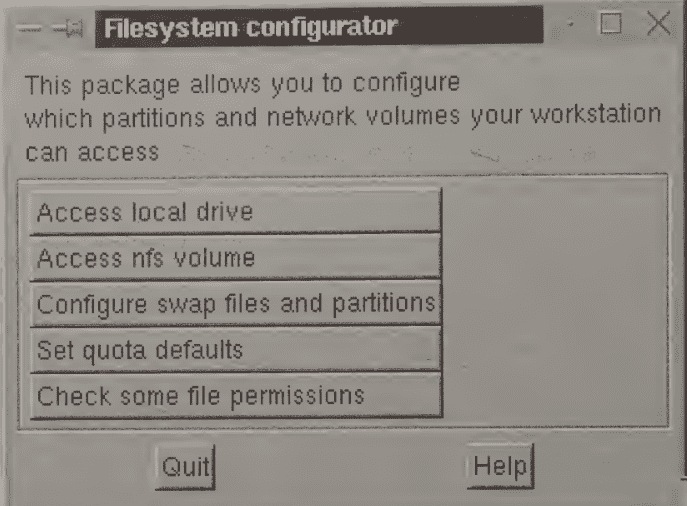 Filesystem configurator
This package allows you to configure
which partitions and network volumes your workstation
can access
Access local drive
Access nfs volume
Configure swap files and partitions
Set quota defaults
Check some file permissions
Quit
Help